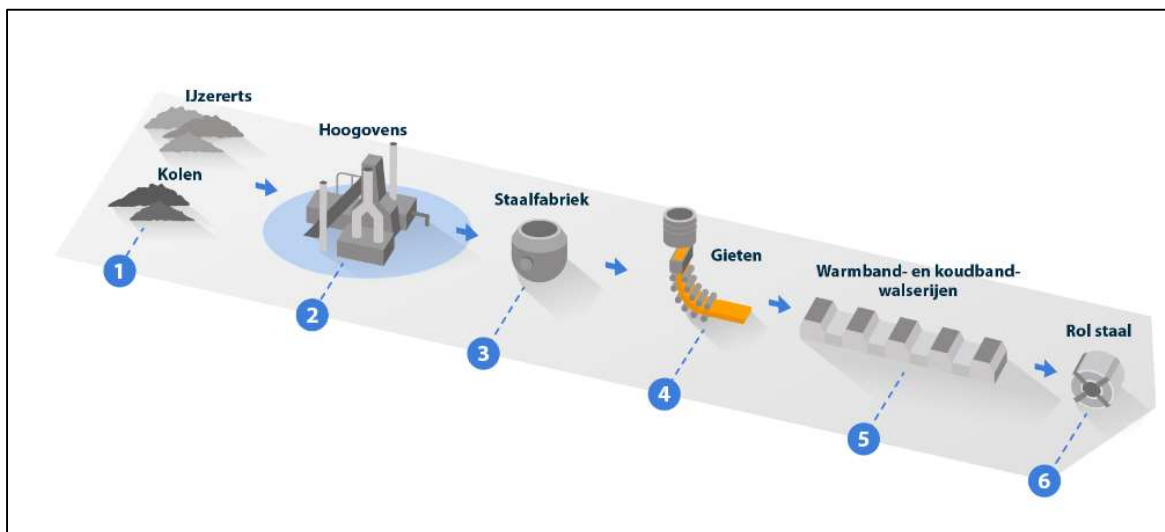 IJzererts
Kolen
Hoogovens
Staalfabriek
Gieten
Warmband- en koudband-
walserijen
Rol staal
1
2
3
4
5
6